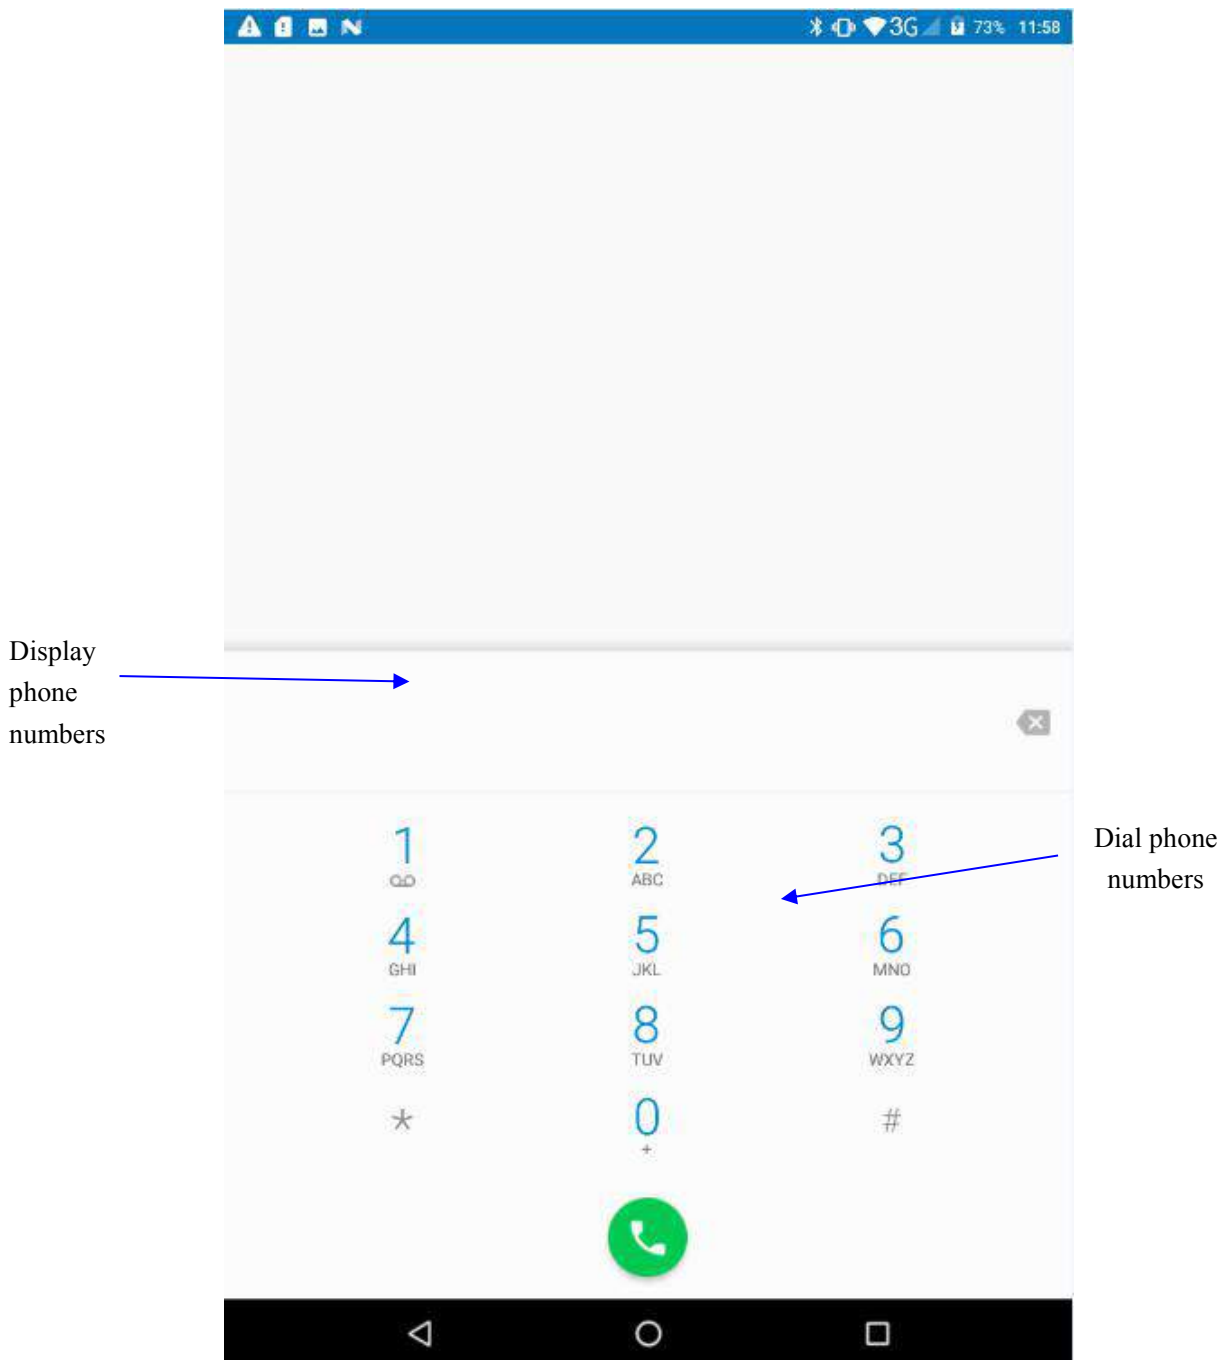 3G 73% 11:58
Display
phone
numbers
1 2 3
ABC DEF
Dial phone
numbers
4 5 6
GHI JKL MNO
7 8 9
PQRS TUV WXYZ
* 0 #
+